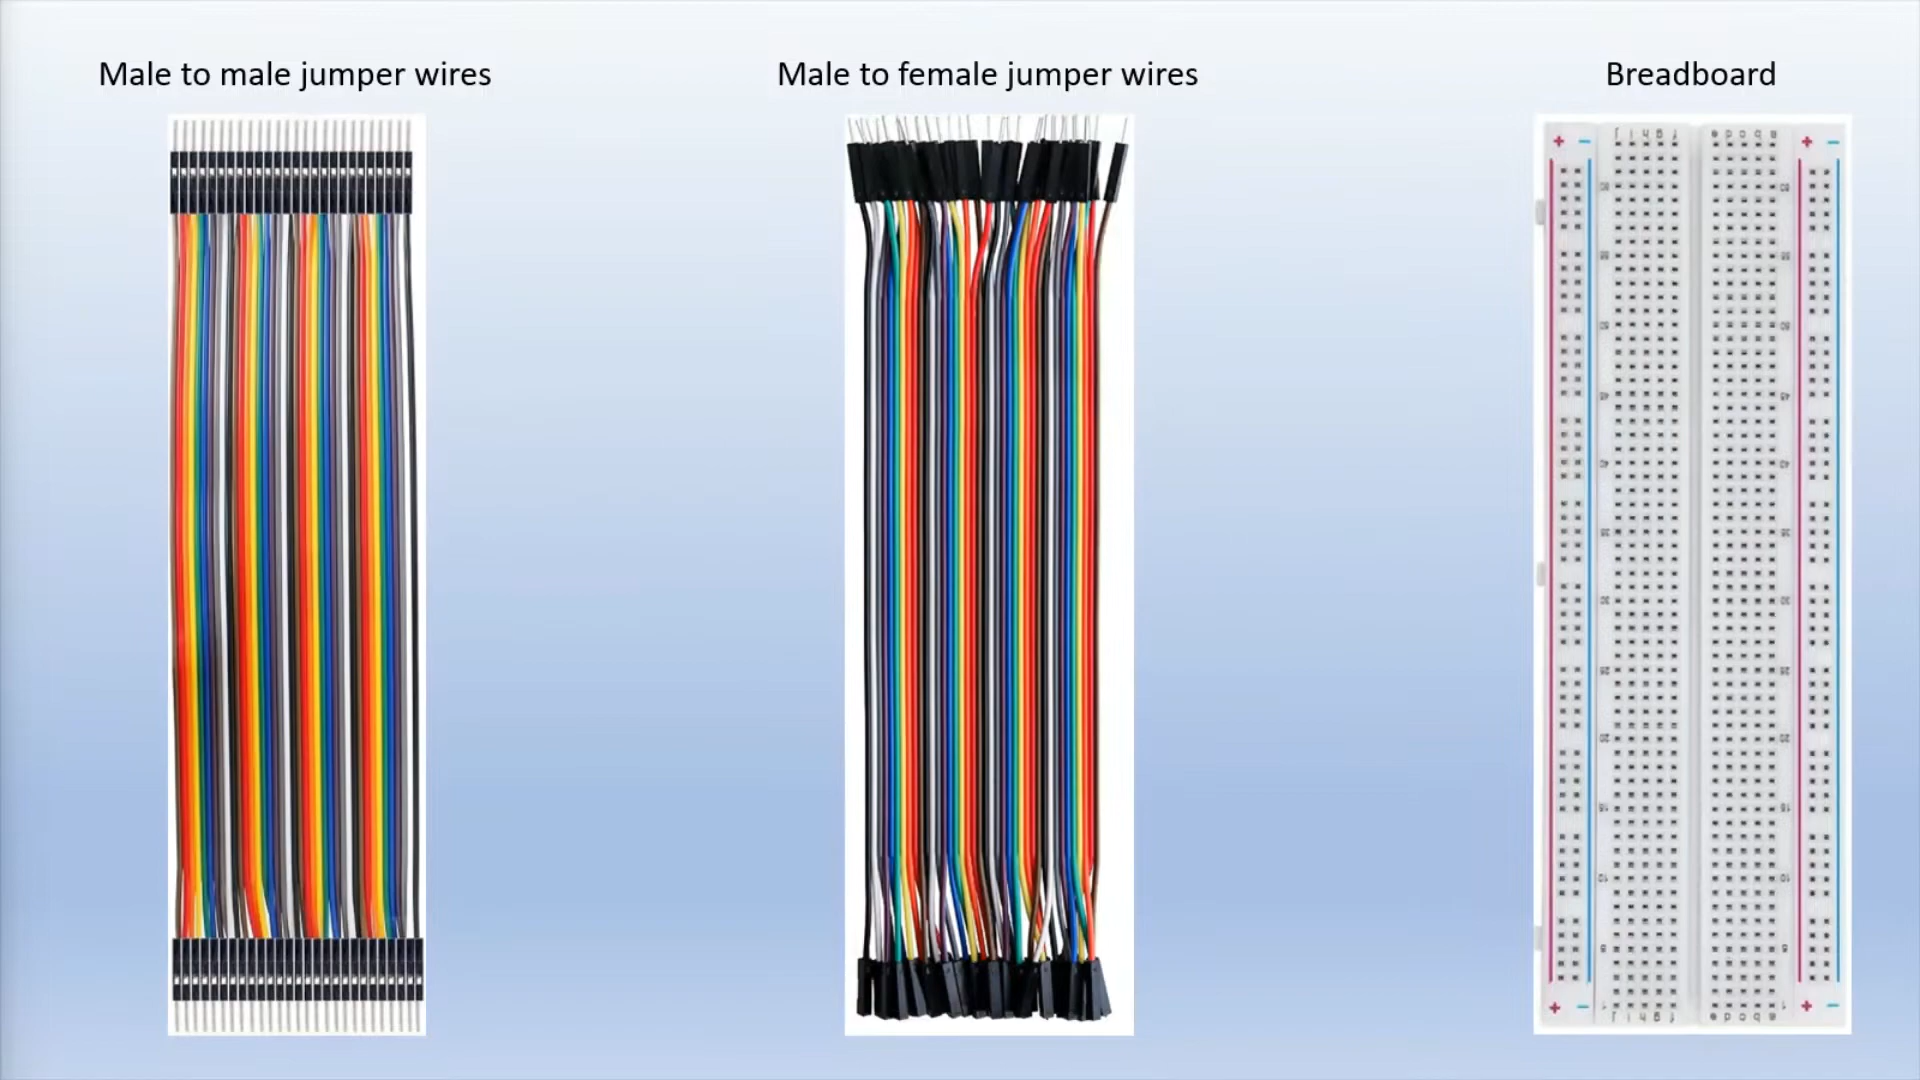 Male to male jumper wires
Male to female jumper wires
Breadboard
+ −
+ −
j i h g f
e d c b a
+ −
+ −
j i h g f
e d c b a